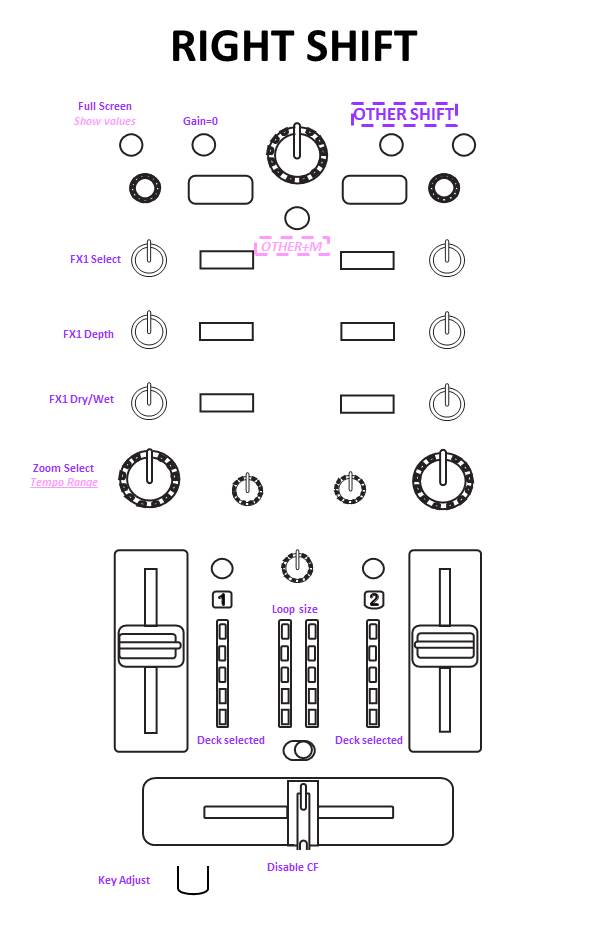 RIGHT SHIFT
Full Screen
Show values
Gain=0
OTHER SHIFT
OTHER+M
FX1 Select
FX1 Depth
FX1 Dry/Wet
Zoom Select
Tempo Range
1
2
Loop size
Deck selected
Deck selected
Disable CF
Key Adjust